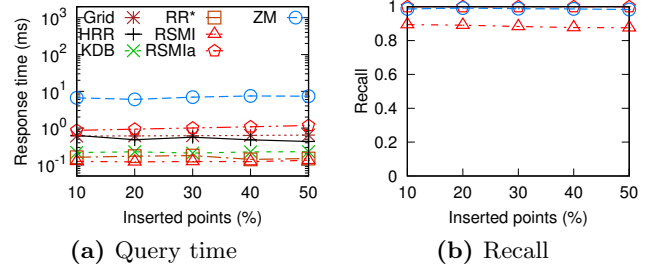 Grid RR* ZM
HRR RSMI
KDB RSMIa
Response time (ms)
10³
10²
10¹
10⁰
10⁻¹
10 20 30 40 50
Inserted points (%)
(a) Query time
Recall
1
0.8
0.6
0.4
0.2
0
10 20 30 40 50
Inserted points (%)
(b) Recall